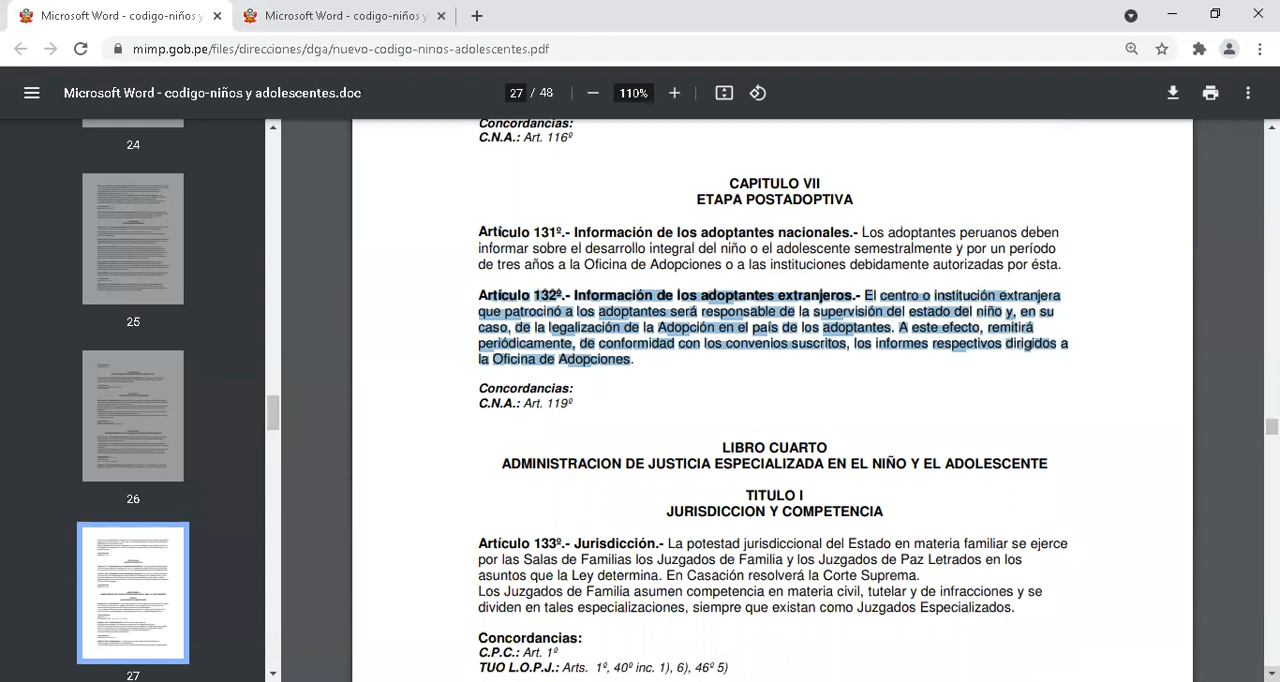 Microsoft Word - codigo-niños y
Microsoft Word - codigo-niños y
mimp.gob.pe/files/direcciones/dga/nuevo-codigo-ninos-adolescentes.pdf
Microsoft Word - codigo-niños y adolescentes.doc
27 / 48
110%
24
25
26
27
Concordancias:
C.N.A.: Art. 116º
CAPITULO VII
ETAPA POSTADOPTIVA
Artículo 131º.- Información de los adoptantes nacionales.- Los adoptantes peruanos deben
informar sobre el desarrollo integral del niño o el adolescente semestralmente y por un período
de tres años a la Oficina de Adopciones o a las instituciones debidamente autorizadas por ésta.
Artículo 132º.- Información de los adoptantes extranjeros.- El centro o institución extranjera
que patrocinó a los adoptantes será responsable de la supervisión del estado del niño y, en su
caso, de la legalización de la Adopción en el país de los adoptantes. A este efecto, remitirá
periódicamente, de conformidad con los convenios suscritos, los informes respectivos dirigidos a
la Oficina de Adopciones.
Concordancias:
C.N.A.: Art. 119º
LIBRO CUARTO
ADMINISTRACION DE JUSTICIA ESPECIALIZADA EN EL NIÑO Y EL ADOLESCENTE
TITULO I
JURISDICCION Y COMPETENCIA
Artículo 133º.- Jurisdicción.- La potestad jurisdiccional del Estado en materia familiar se ejerce
por las Salas de Familia, los Juzgados de Familia y los Juzgados de Paz Letrados en los
asuntos que la Ley determina. En Casación resolverá la Corte Suprema.
Los Juzgados de Familia asumen competencia en materia civil, tutelar y de infracciones y se
dividen en tales especializaciones, siempre que existan como Juzgados Especializados.
Concordancias:
C.P.C.: Art. 1º
TUO L.O.P.J.: Arts. 1º, 40º inc. 1), 6), 46º 5)